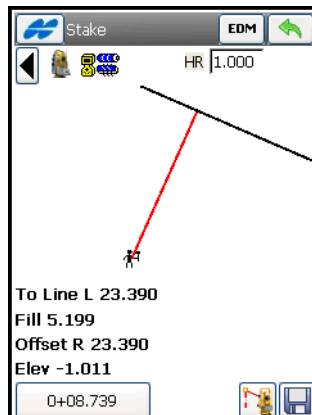 Stake EDM
HR 1.000
To Line L 23.390
Fill 5.199
Offset R 23.390
Elev -1.011
0+08.739